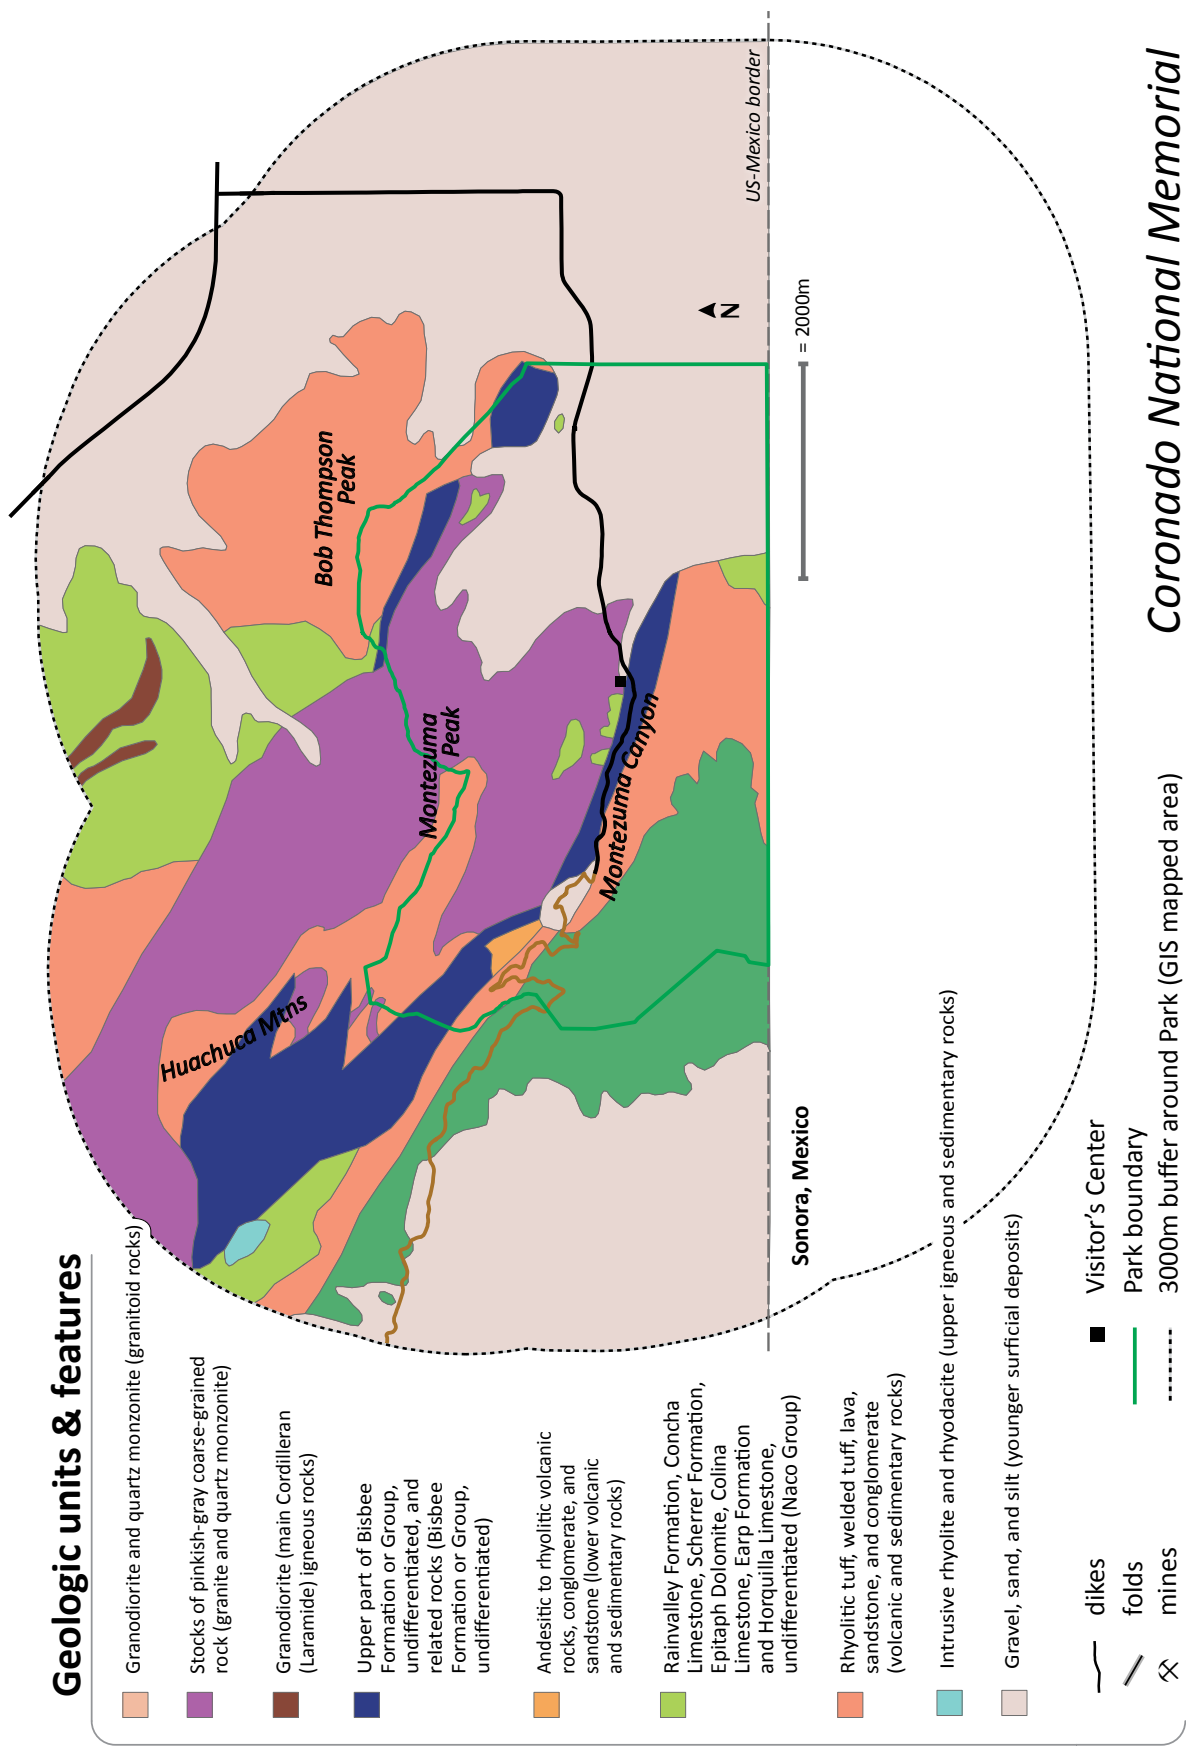 Geologic units & features
Granodiorite and quartz monzonite (granitoid rocks)
Stocks of pinkish-gray coarse-grained
rock (granite and quartz monzonite)
Granodiorite (main Cordilleran
(Laramide) igneous rocks)
Upper part of Bisbee
Formation or Group,
undifferentiated, and
related rocks (Bisbee
Formation or Group,
undifferentiated)
Andesitic to rhyolitic volcanic
rocks, conglomerate, and
sandstone (lower volcanic
and sedimentary rocks)
Rainvalley Formation, Concha
Limestone, Scherrer Formation,
Epitaph Dolomite, Colina
Limestone, Earp Formation
and Horquilla Limestone,
undifferentiated (Naco Group)
Rhyolitic tuff, welded tuff, lava,
sandstone, and conglomerate
(volcanic and sedimentary rocks)
Intrusive rhyolite and rhyodacite (upper igneous and sedimentary rocks)
Gravel, sand, and silt (younger surficial deposits)
dikes
folds
mines
Visitor's Center
Park boundary
3000m buffer around Park (GIS mapped area)
Huachuca Mtns
Bob Thompson
Peak
Montezuma
Peak
Montezuma Canyon
N
US-Mexico border
= 2000m
Sonora, Mexico
Coronado National Memorial